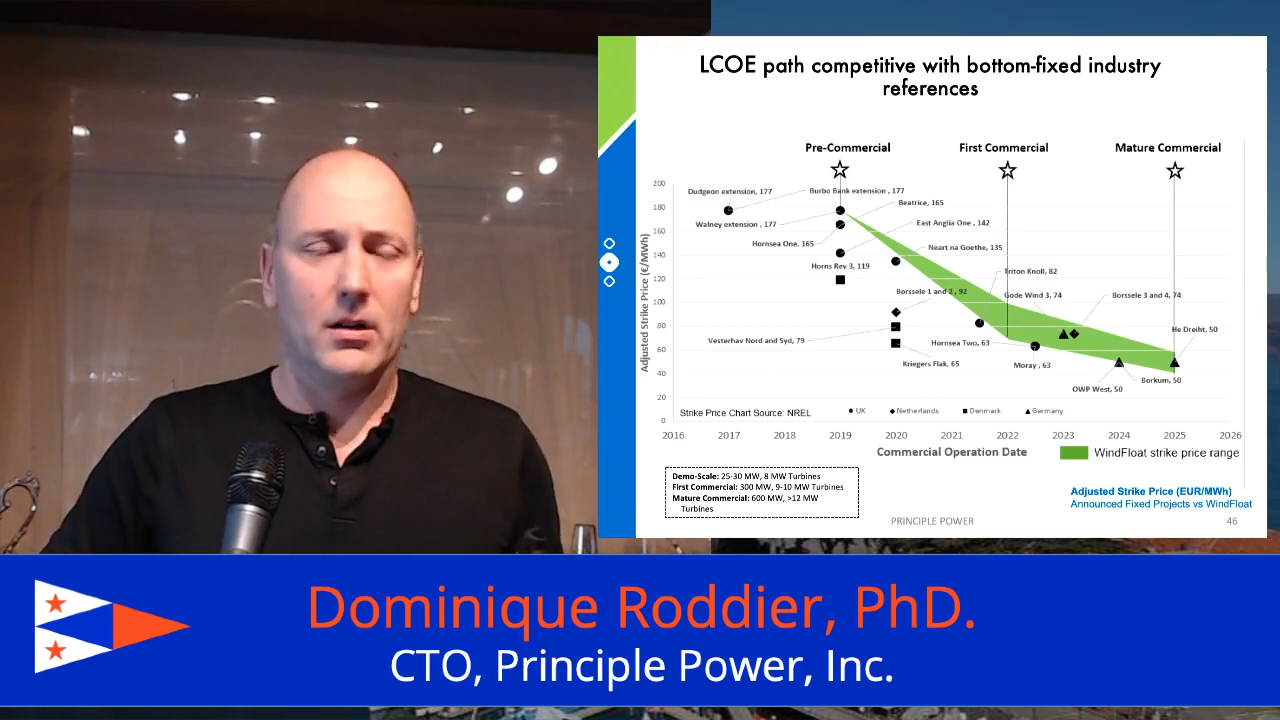 LCOE path competitive with bottom-fixed industry
references
Pre-Commercial
First Commercial
Mature Commercial
Adjusted Strike Price (€/MWh)
200
180
160
140
120
100
80
60
40
20
0
Dudgeon extension, 177
Burbo Bank extension , 177
Beatrice, 165
Walney extension , 177
East Anglia One , 142
Hornsea One, 165
Neart na Goethe, 135
Horns Rev 3, 119
Triton Knoll, 82
Borssele 1 and 2 , 92
Gode Wind 3, 74
Borssele 3 and 4, 74
He Dreiht, 50
Vesterhav Nord and Syd, 79
Hornsea Two, 63
Kriegers Flak, 65
Moray , 63
Borkum, 50
OWP West, 50
Strike Price Chart Source: NREL
UK
Netherlands
Denmark
Germany
2016 2017 2018 2019 2020 2021 2022 2023 2024 2025 2026
Commercial Operation Date
WindFloat strike price range
Demo-Scale: 25-30 MW, 8 MW Turbines
First Commercial: 300 MW, 9-10 MW Turbines
Mature Commercial: 600 MW, >12 MW
Turbines
Adjusted Strike Price (EUR/MWh)
Announced Fixed Projects vs WindFloat
PRINCIPLE POWER
46
Dominique Roddier, PhD.
CTO, Principle Power, Inc.